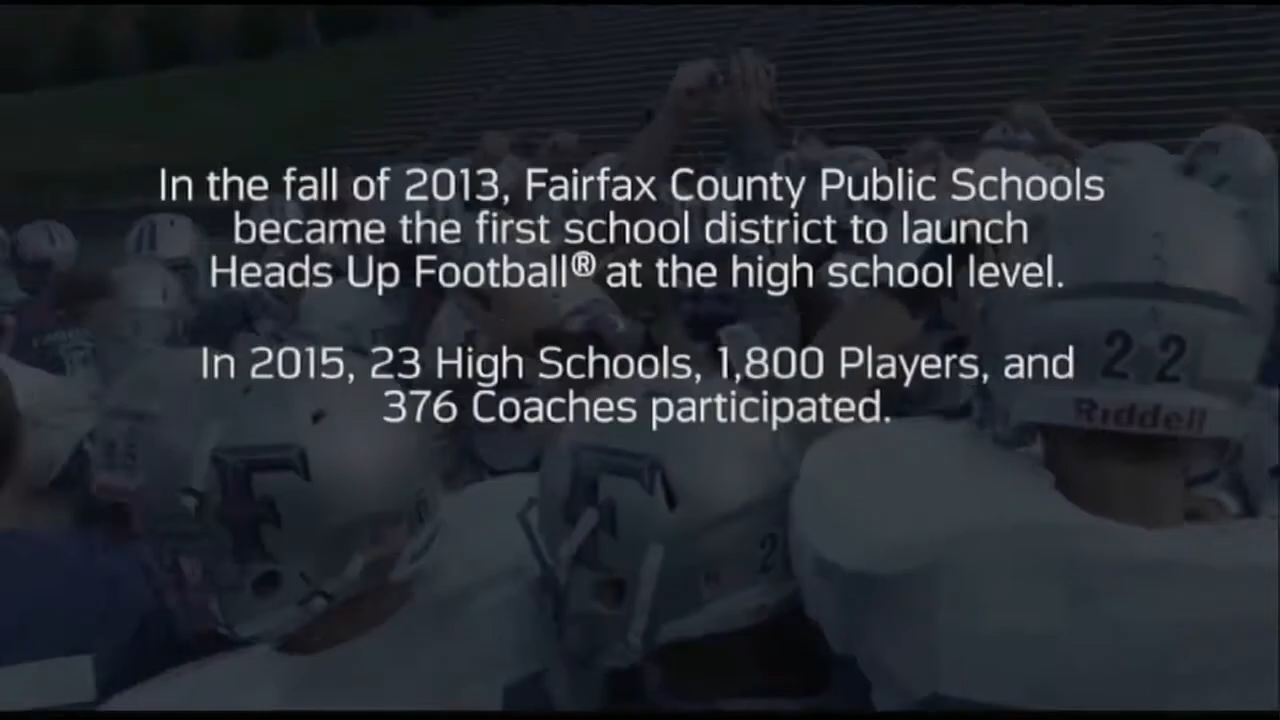 In the fall of 2013, Fairfax County Public Schools
became the first school district to launch
Heads Up Football® at the high school level.
In 2015, 23 High Schools, 1,800 Players, and
376 Coaches participated.
22
Riddell
F
F
2